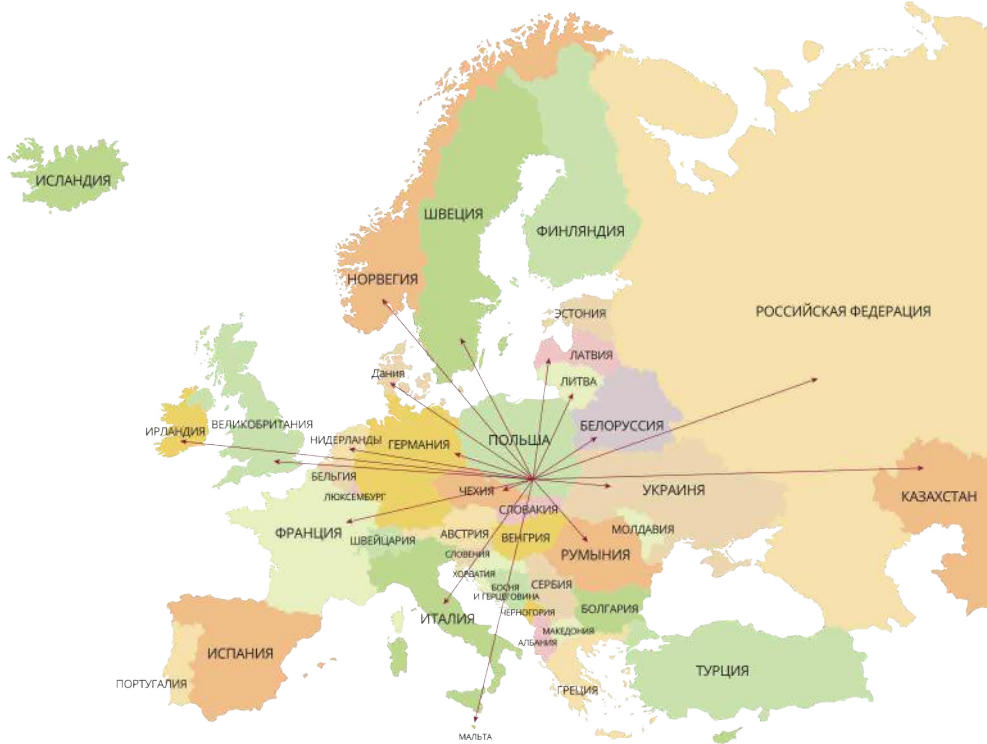 ИСЛАНДИЯ
ШВЕЦИЯ
ФИНЛЯНДИЯ
НОРВЕГИЯ
РОССИЙСКАЯ ФЕДЕРАЦИЯ
ЭСТОНИЯ
ЛАТВИЯ
Дания
ЛИТВА
ИРЛАНДИЯ
ВЕЛИКОБРИТАНИЯ
НИДЕРЛАНДЫ
ГЕРМАНИЯ
ПОЛЬША
БЕЛОРУССИЯ
БЕЛЬГИЯ
ЧЕХИЯ
УКРАИНЯ
КАЗАХСТАН
ЛЮКСЕМБУРГ
СЛОВАКИЯ
ФРАНЦИЯ
ШВЕЙЦАРИЯ
АВСТРИЯ
ВЕНГРИЯ
МОЛДАВИЯ
СЛОВЕНИЯ
РУМЫНИЯ
ХОРВАТИЯ
БОСНЯ
И ГЕРЦЕГОВИНА
СЕРБИЯ
ЧЕРНОГОРИЯ
БОЛГАРИЯ
ИТАЛИЯ
МАКЕДОНИЯ
АЛБАНИЯ
ИСПАНИЯ
ПОРТУГАЛИЯ
ГРЕЦИЯ
ТУРЦИЯ
МАЛЬТА